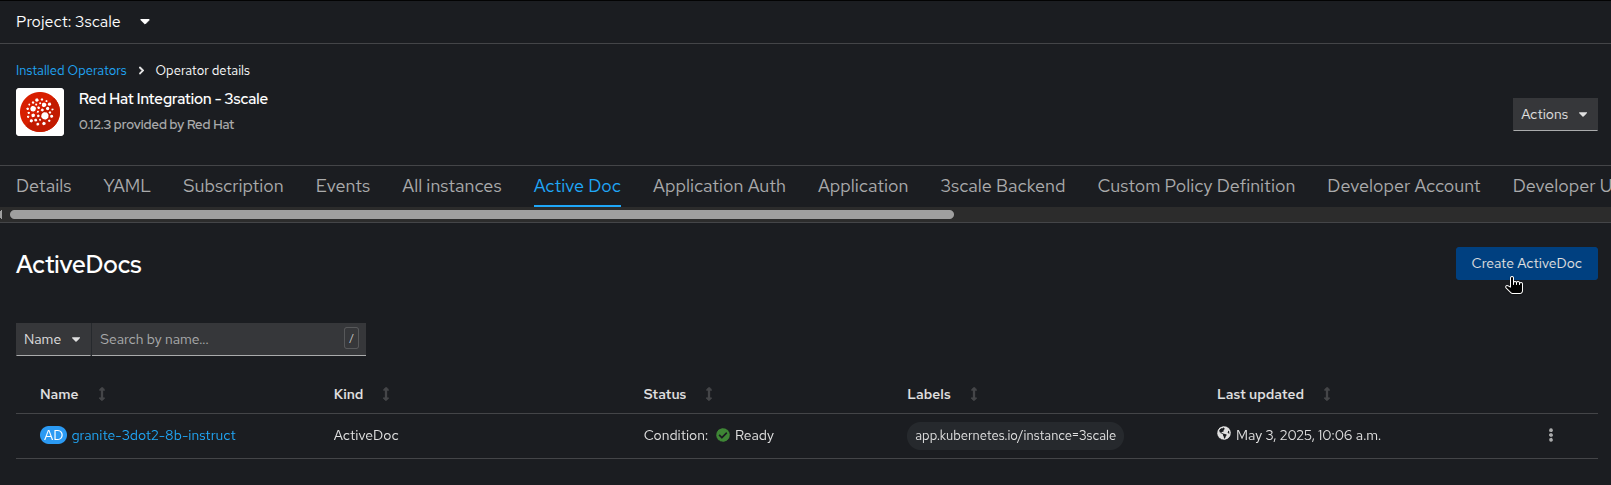 Project: 3scale
Installed Operators > Operator details
Red Hat Integration - 3scale
0.12.3 provided by Red Hat
Actions
Details YAML Subscription Events All instances Active Doc Application Auth Application 3scale Backend Custom Policy Definition Developer Account Developer U
ActiveDocs
Create ActiveDoc
Name Search by name... /
Name Kind Status Labels Last updated
AD granite-3dot2-8b-instruct ActiveDoc Condition: Ready app.kubernetes.io/instance=3scale May 3, 2025, 10:06 a.m.